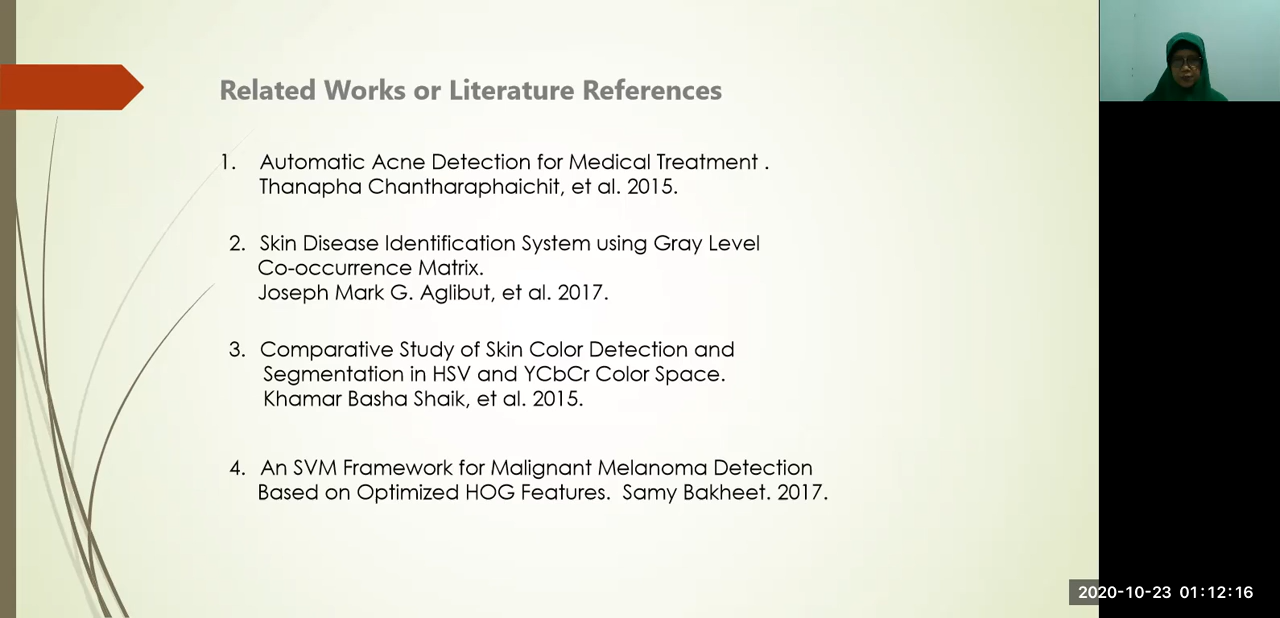 Related Works or Literature References
1. Automatic Acne Detection for Medical Treatment .
Thanapha Chantharaphaichit, et al. 2015.
2. Skin Disease Identification System using Gray Level
Co-occurrence Matrix.
Joseph Mark G. Aglibut, et al. 2017.
3. Comparative Study of Skin Color Detection and
Segmentation in HSV and YCbCr Color Space.
Khamar Basha Shaik, et al. 2015.
4. An SVM Framework for Malignant Melanoma Detection
Based on Optimized HOG Features. Samy Bakheet. 2017.
2020-10-23 01:12:16